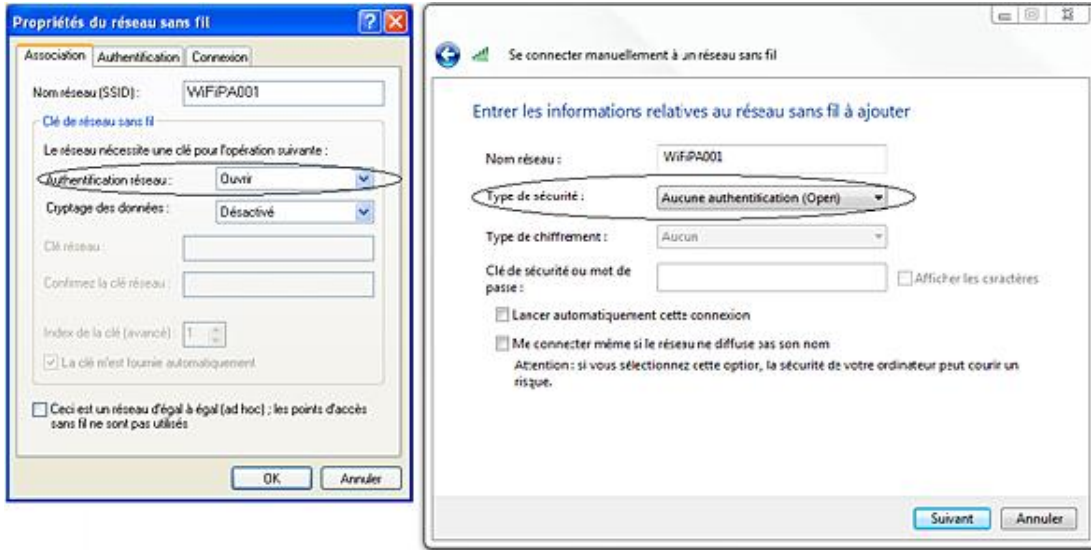 Propriétés du réseau sans fil
Association Authentification Connexion
Nom réseau (SSID) : WiFiPA001
Clé de réseau sans fil
Le réseau nécessite une clé pour l'opération suivante :
Authentification réseau : Ouvrir
Cryptage des données : Désactivé
Clé réseau :
Confirmez la clé réseau :
Index de la clé (avancé) : 1
La clé m'est fournie automatiquement
Ceci est un réseau d'égal à égal (ad hoc) ; les points d'accès
sans fil ne sont pas utilisés
OK Annuler
Se connecter manuellement à un réseau sans fil
Entrer les informations relatives au réseau sans fil à ajouter
Nom réseau : WiFiPA001
Type de sécurité : Aucune authentification (Open)
Type de chiffrement : Aucun
Clé de sécurité ou mot de
passe : Afficher les caractères
Lancer automatiquement cette connexion
Me connecter même si le réseau ne diffuse pas son nom
Attention : si vous sélectionnez cette option, la sécurité de votre ordinateur peut courir un
risque.
Suivant Annuler